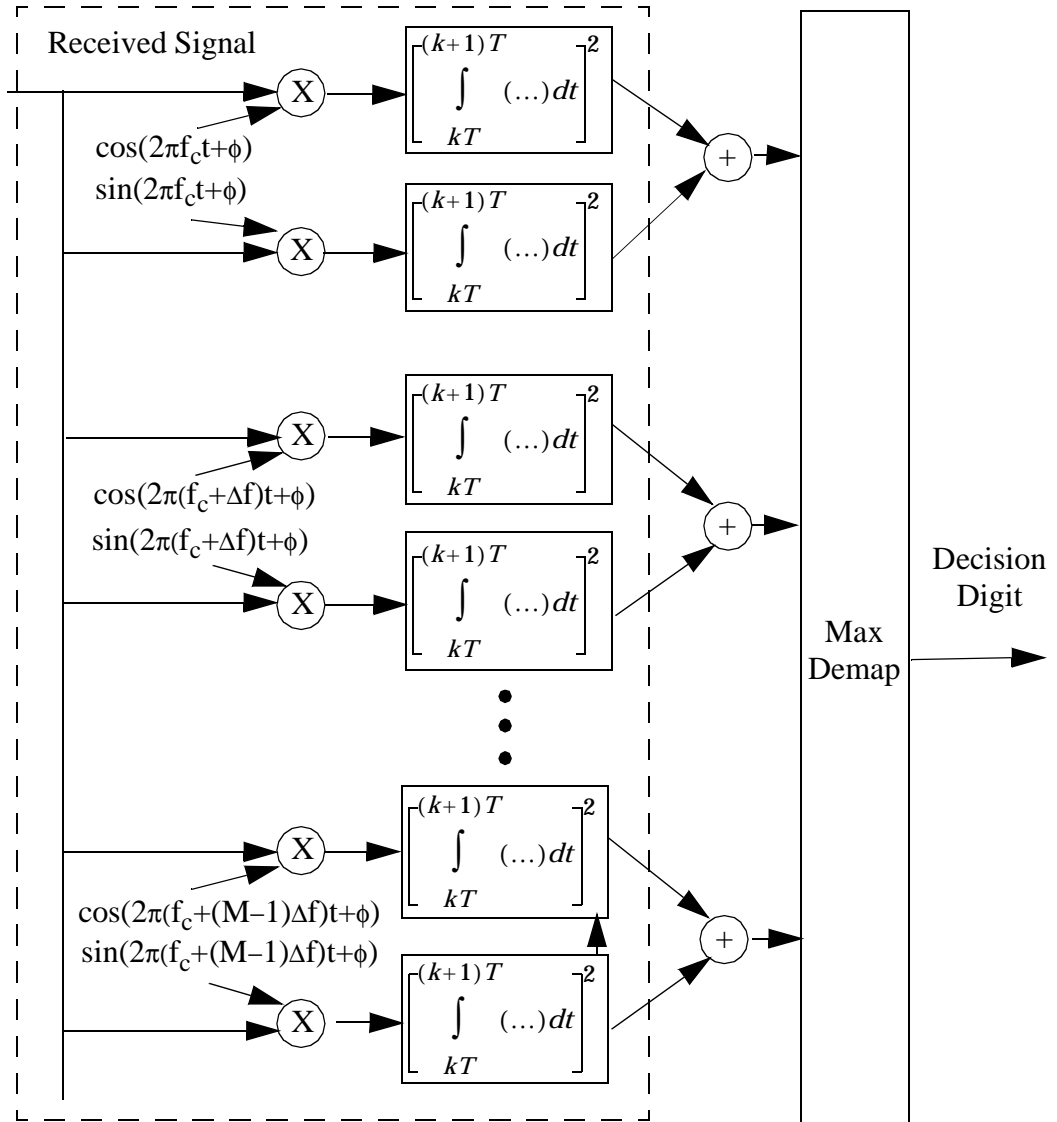 Received Signal
X
(k+1)T
∫ (...)dt
kT
2
cos(2πf_ct+ϕ)
sin(2πf_ct+ϕ)
+
X
(k+1)T
∫ (...)dt
kT
2
X
(k+1)T
∫ (...)dt
kT
2
cos(2π(f_c+Δf)t+ϕ)
sin(2π(f_c+Δf)t+ϕ)
+
X
(k+1)T
∫ (...)dt
kT
2
Decision
Digit
Max
Demap
X
(k+1)T
∫ (...)dt
kT
2
cos(2π(f_c+(M–1)Δf)t+ϕ)
sin(2π(f_c+(M–1)Δf)t+ϕ)
+
X
(k+1)T
∫ (...)dt
kT
2